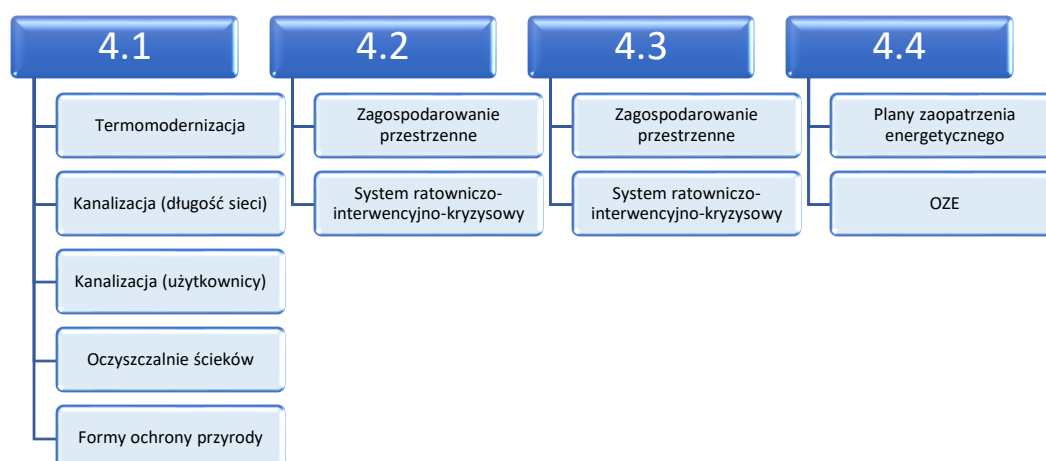 4.1
Termomodernizacja
Kanalizacja (długość sieci)
Kanalizacja (użytkownicy)
Oczyszczalnie ścieków
Formy ochrony przyrody
4.2
Zagospodarowanie
przestrzenne
System ratowniczo-
interwencyjno-kryzysowy
4.3
Zagospodarowanie
przestrzenne
System ratowniczo-
interwencyjno-kryzysowy
4.4
Plany zaopatrzenia
energetycznego
OZE